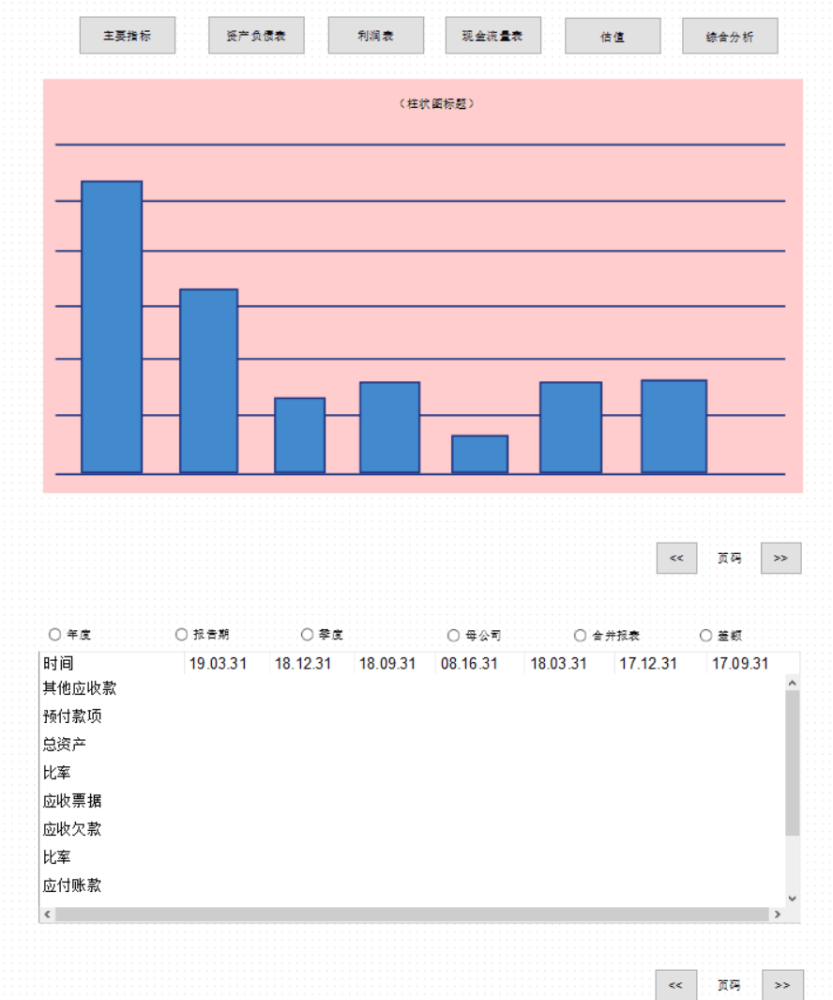 主要指标 资产负债表 利润表 现金流量表 估值 综合分析
（柱状图标题）
<< 页码 >>
年度 报告期 季度 母公司 合并报表 差额
时间 19.03.31 18.12.31 18.09.31 08.16.31 18.03.31 17.12.31 17.09.31
其他应收款
预付款项
总资产
比率
应收票据
应收欠款
比率
应付账款
<< 页码 >>